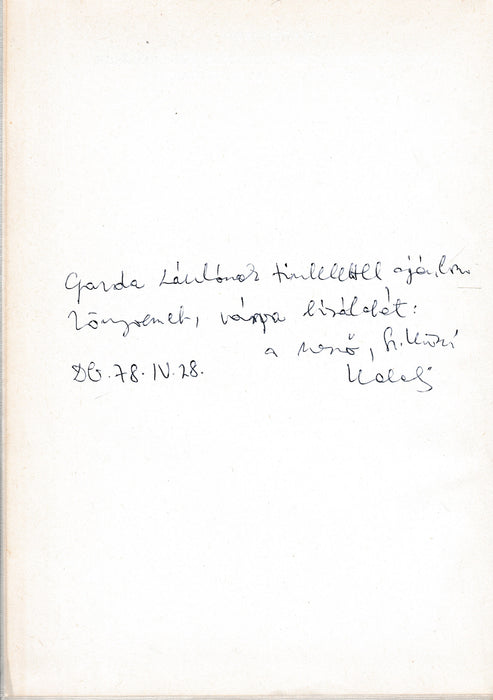 Garda Lászlónak tisztelettel ajánlom
könyvemet, várva bírálatát:
a szerző,
Db. 78. IV. 28.